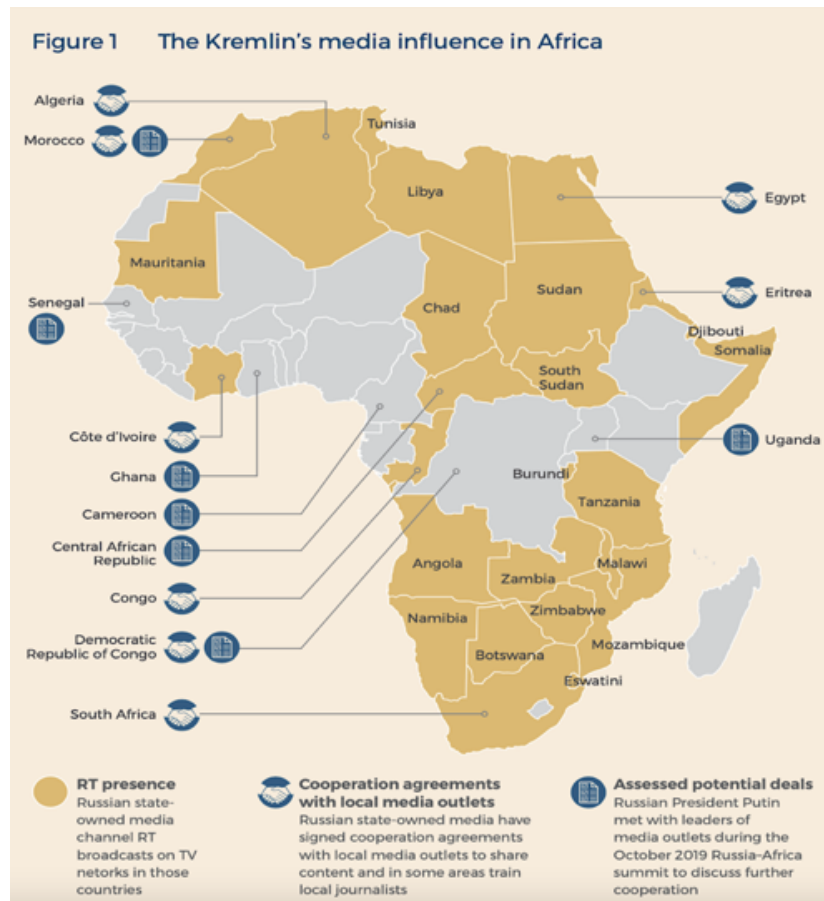 Figure 1 The Kremlin's media influence in Africa
Algeria
Morocco
Tunisia
Libya
Egypt
Mauritania
Senegal
Chad
Sudan
Eritrea
Djibouti
Somalia
South
Sudan
Côte d'Ivoire
Ghana
Cameroon
Central African
Republic
Congo
Democratic
Republic of Congo
South Africa
Uganda
Burundi
Tanzania
Angola
Zambia
Malawi
Namibia
Zimbabwe
Botswana
Mozambique
Eswatini
RT presence
Russian state-
owned media
channel RT
broadcasts on TV
netorks in those
countries
Cooperation agreements
with local media outlets
Russian state-owned media have
signed cooperation agreements
with local media outlets to share
content and in some areas train
local journalists
Assessed potential deals
Russian President Putin
met with leaders of
media outlets during the
October 2019 Russia-Africa
summit to discuss further
cooperation